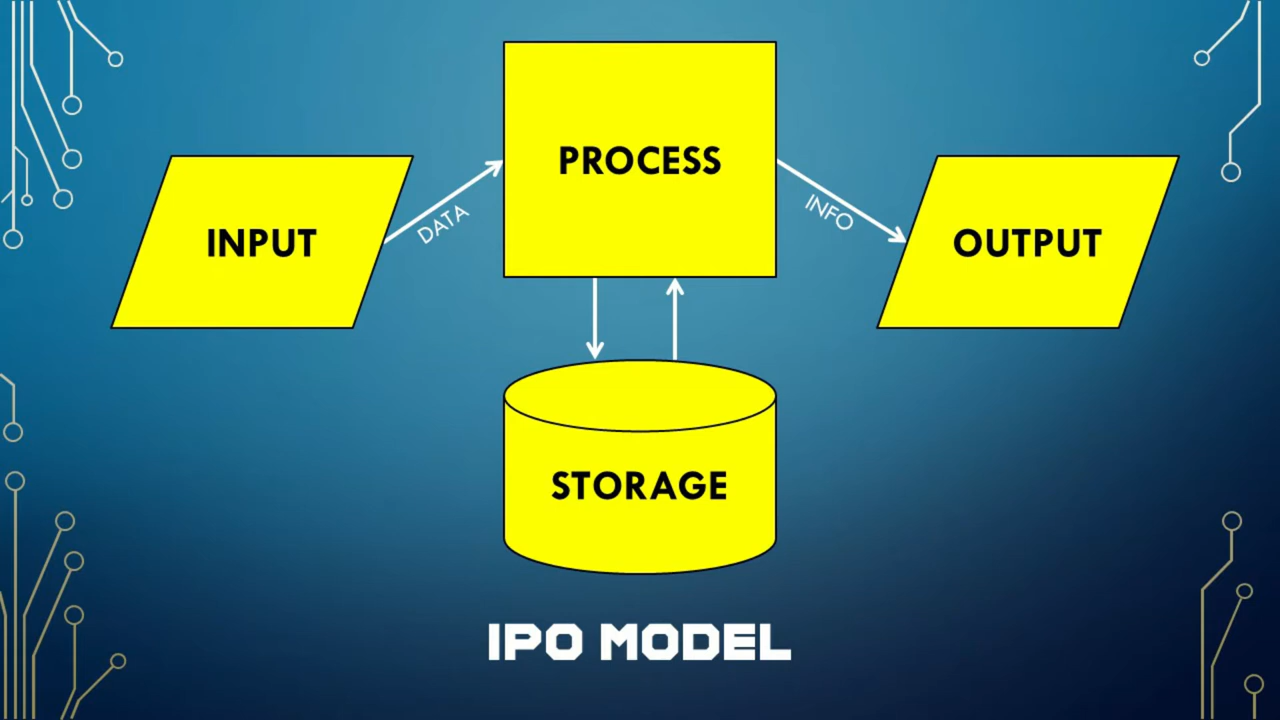 PROCESS
INPUT
DATA
INFO
OUTPUT
STORAGE
IPO MODEL